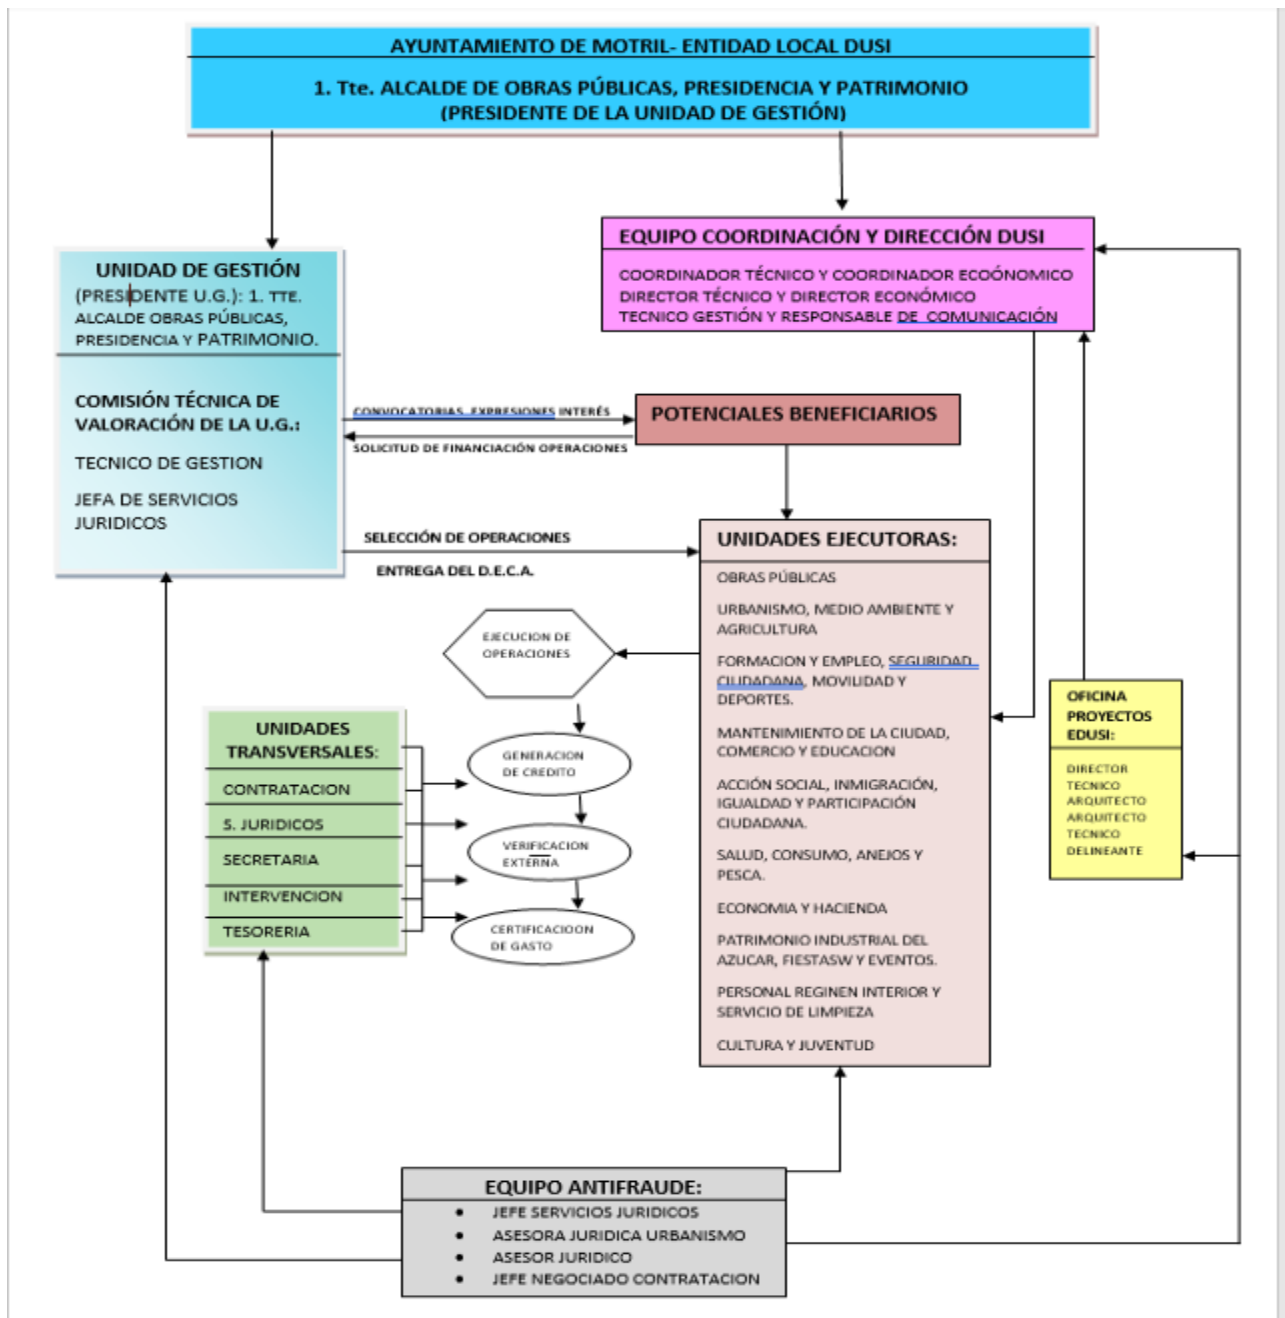 AYUNTAMIENTO DE MOTRIL- ENTIDAD LOCAL DUSI
1. Tte. ALCALDE DE OBRAS PÚBLICAS, PRESIDENCIA Y PATRIMONIO
(PRESIDENTE DE LA UNIDAD DE GESTIÓN)
EQUIPO COORDINACIÓN Y DIRECCIÓN DUSI
COORDINADOR TÉCNICO Y COORDINADOR ECOÓNOMICO
DIRECTOR TÉCNICO Y DIRECTOR ECONÓMICO
TECNICO GESTIÓN Y RESPONSABLE DE COMUNICACIÓN
UNIDAD DE GESTIÓN
(PRESIDENTE U.G.): 1. TTE.
ALCALDE OBRAS PÚBLICAS,
PRESIDENCIA Y PATRIMONIO.
COMISIÓN TÉCNICA DE
VALORACIÓN DE LA U.G.:
TECNICO DE GESTION
JEFA DE SERVICIOS
JURIDICOS
CONVOCATORIAS EXPRESIONES INTERÉS
SOLICITUD DE FINANCIACIÓN OPERACIONES
POTENCIALES BENEFICIARIOS
SELECCIÓN DE OPERACIONES
ENTREGA DEL D.E.C.A.
UNIDADES EJECUTORAS:
OBRAS PÚBLICAS
URBANISMO, MEDIO AMBIENTE Y
AGRICULTURA
FORMACION Y EMPLEO, SEGURIDAD
CIUDADANA, MOVILIDAD Y
DEPORTES.
MANTENIMIENTO DE LA CIUDAD,
COMERCIO Y EDUCACION
ACCIÓN SOCIAL, INMIGRACIÓN,
IGUALDAD Y PARTICIPACIÓN
CIUDADANA.
SALUD, CONSUMO, ANEJOS Y
PESCA.
ECONOMIA Y HACIENDA
PATRIMONIO INDUSTRIAL DEL
AZUCAR, FIESTASW Y EVENTOS.
PERSONAL REGINEN INTERIOR Y
SERVICIO DE LIMPIEZA
CULTURA Y JUVENTUD
EJECUCION DE
OPERACIONES
GENERACION
DE CREDITO
VERIFICACION
EXTERNA
CERTIFICACIOON
DE GASTO
UNIDADES
TRANSVERSALES:
CONTRATACION
S. JURIDICOS
SECRETARIA
INTERVENCION
TESORERIA
OFICINA
PROYECTOS
EDUSI:
DIRECTOR
TECNICO
ARQUITECTO
ARQUITECTO
TECNICO
DELINEANTE
EQUIPO ANTIFRAUDE:
• JEFE SERVICIOS JURIDICOS
• ASESORA JURIDICA URBANISMO
• ASESOR JURIDICO
• JEFE NEGOCIADO CONTRATACION